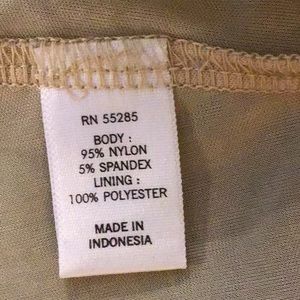 RN 55285
BODY :
95% NYLON
5% SPANDEX
LINING :
100% POLYESTER
MADE IN
INDONESIA